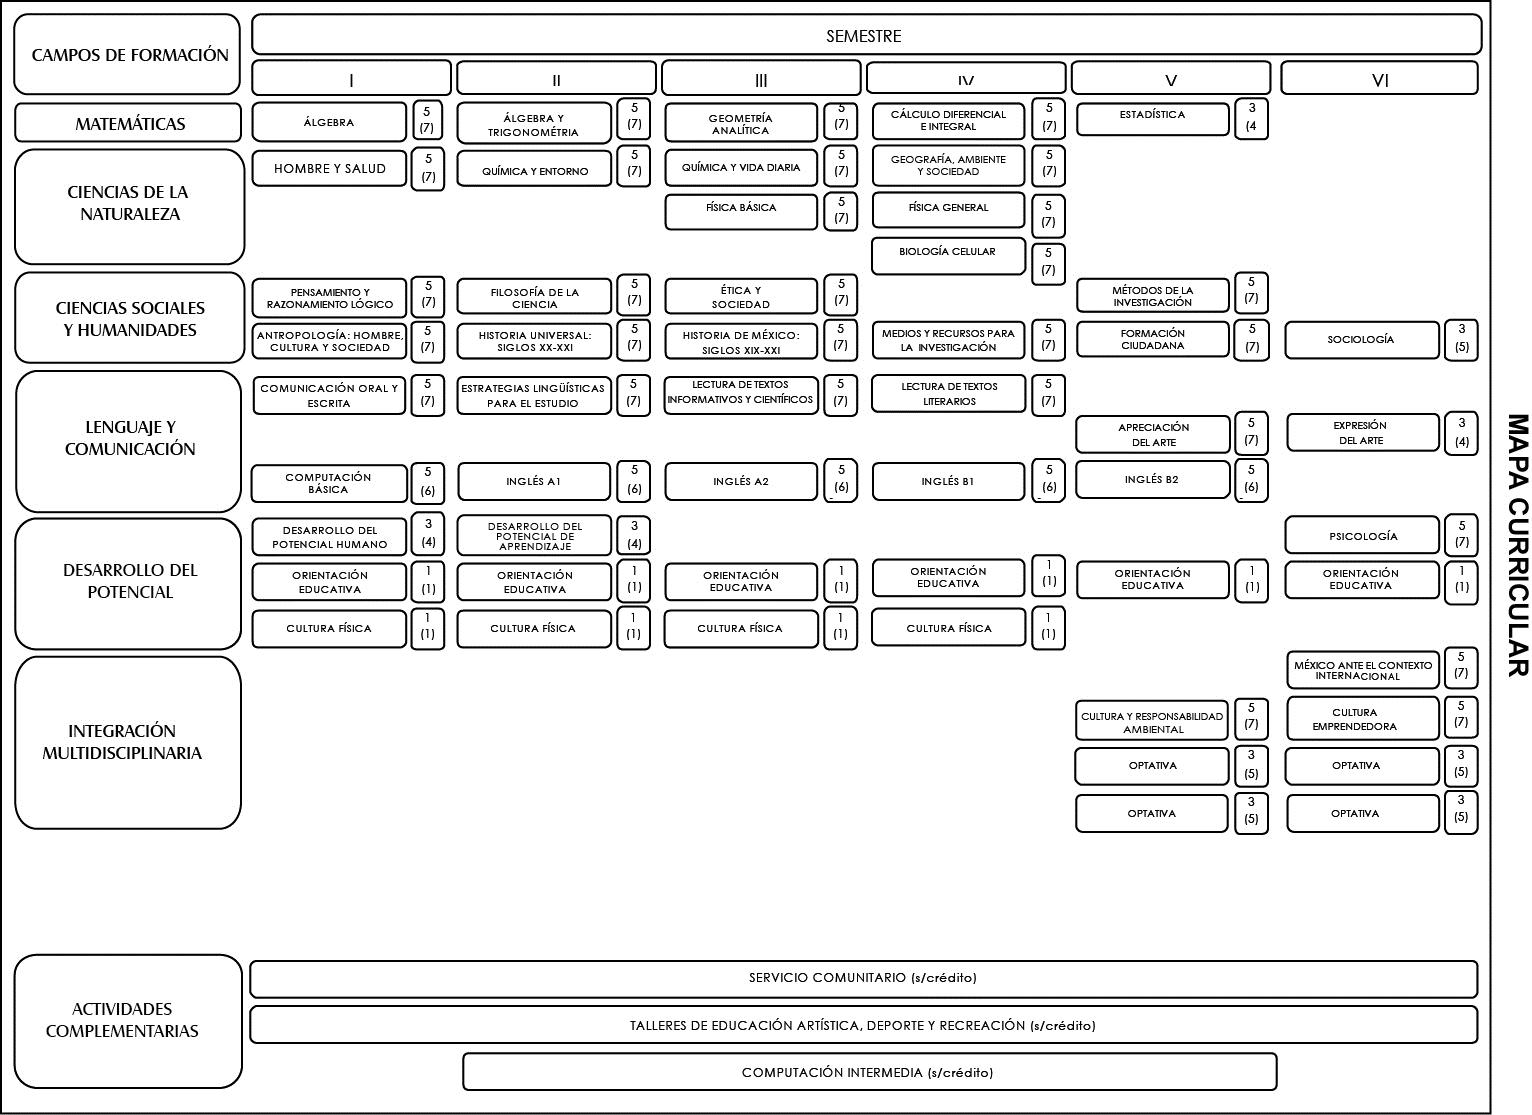 CAMPOS DE FORMACIÓN
SEMESTRE
I
II
III
IV
V
VI
MATEMÁTICAS
ÁLGEBRA
5
(7)
ÁLGEBRA Y
TRIGONOMÉTRIA
5
(7)
GEOMETRÍA
ANALÍTICA
5
(7)
CÁLCULO DIFERENCIAL
E INTEGRAL
5
(7)
ESTADÍSTICA
3
(4
CIENCIAS DE LA
NATURALEZA
HOMBRE Y SALUD
5
(7)
QUÍMICA Y ENTORNO
5
(7)
QUÍMICA Y VIDA DIARIA
5
(7)
GEOGRAFÍA, AMBIENTE
Y SOCIEDAD
5
(7)
FÍSICA BÁSICA
5
(7)
FÍSICA GENERAL
5
(7)
BIOLOGÍA CELULAR
5
(7)
CIENCIAS SOCIALES
Y HUMANIDADES
PENSAMIENTO Y
RAZONAMIENTO LÓGICO
5
(7)
FILOSOFÍA DE LA
CIENCIA
5
(7)
ÉTICA Y
SOCIEDAD
5
(7)
MÉTODOS DE LA
INVESTIGACIÓN
5
(7)
ANTROPOLOGÍA: HOMBRE,
CULTURA Y SOCIEDAD
5
(7)
HISTORIA UNIVERSAL:
SIGLOS XX-XXI
5
(7)
HISTORIA DE MÉXICO:
SIGLOS XIX-XXI
5
(7)
MEDIOS Y RECURSOS PARA
LA INVESTIGACIÓN
5
(7)
FORMACIÓN
CIUDADANA
5
(7)
SOCIOLOGÍA
3
(5)
LENGUAJE Y
COMUNICACIÓN
COMUNICACIÓN ORAL Y
ESCRITA
5
(7)
ESTRATEGIAS LINGÜÍSTICAS
PARA EL ESTUDIO
5
(7)
LECTURA DE TEXTOS
INFORMATIVOS Y CIENTÍFICOS
5
(7)
LECTURA DE TEXTOS
LITERARIOS
5
(7)
APRECIACIÓN
DEL ARTE
5
(7)
EXPRESIÓN
DEL ARTE
3
(4)
COMPUTACIÓN
BÁSICA
5
(6)
INGLÉS A1
5
(6)
INGLÉS A2
5
(6)
INGLÉS B1
5
(6)
INGLÉS B2
5
(6)
DESARROLLO DEL
POTENCIAL
DESARROLLO DEL
POTENCIAL HUMANO
3
(4)
DESARROLLO DEL
POTENCIAL DE
APRENDIZAJE
3
(4)
PSICOLOGÍA
5
(7)
ORIENTACIÓN
EDUCATIVA
1
(1)
ORIENTACIÓN
EDUCATIVA
1
(1)
ORIENTACIÓN
EDUCATIVA
1
(1)
ORIENTACIÓN
EDUCATIVA
1
(1)
ORIENTACIÓN
EDUCATIVA
1
(1)
ORIENTACIÓN
EDUCATIVA
1
(1)
CULTURA FÍSICA
1
(1)
CULTURA FÍSICA
1
(1)
CULTURA FÍSICA
1
(1)
CULTURA FÍSICA
1
(1)
INTEGRACIÓN
MULTIDISCIPLINARIA
MÉXICO ANTE EL CONTEXTO
INTERNACIONAL
5
(7)
CULTURA Y RESPONSABILIDAD
AMBIENTAL
5
(7)
CULTURA
EMPRENDEDORA
5
(7)
OPTATIVA
3
(5)
OPTATIVA
3
(5)
OPTATIVA
3
(5)
OPTATIVA
3
(5)
ACTIVIDADES
COMPLEMENTARIAS
SERVICIO COMUNITARIO (s/crédito)
TALLERES DE EDUCACIÓN ARTÍSTICA, DEPORTE Y RECREACIÓN (s/crédito)
COMPUTACIÓN INTERMEDIA (s/crédito)
MAPA CURRICULAR